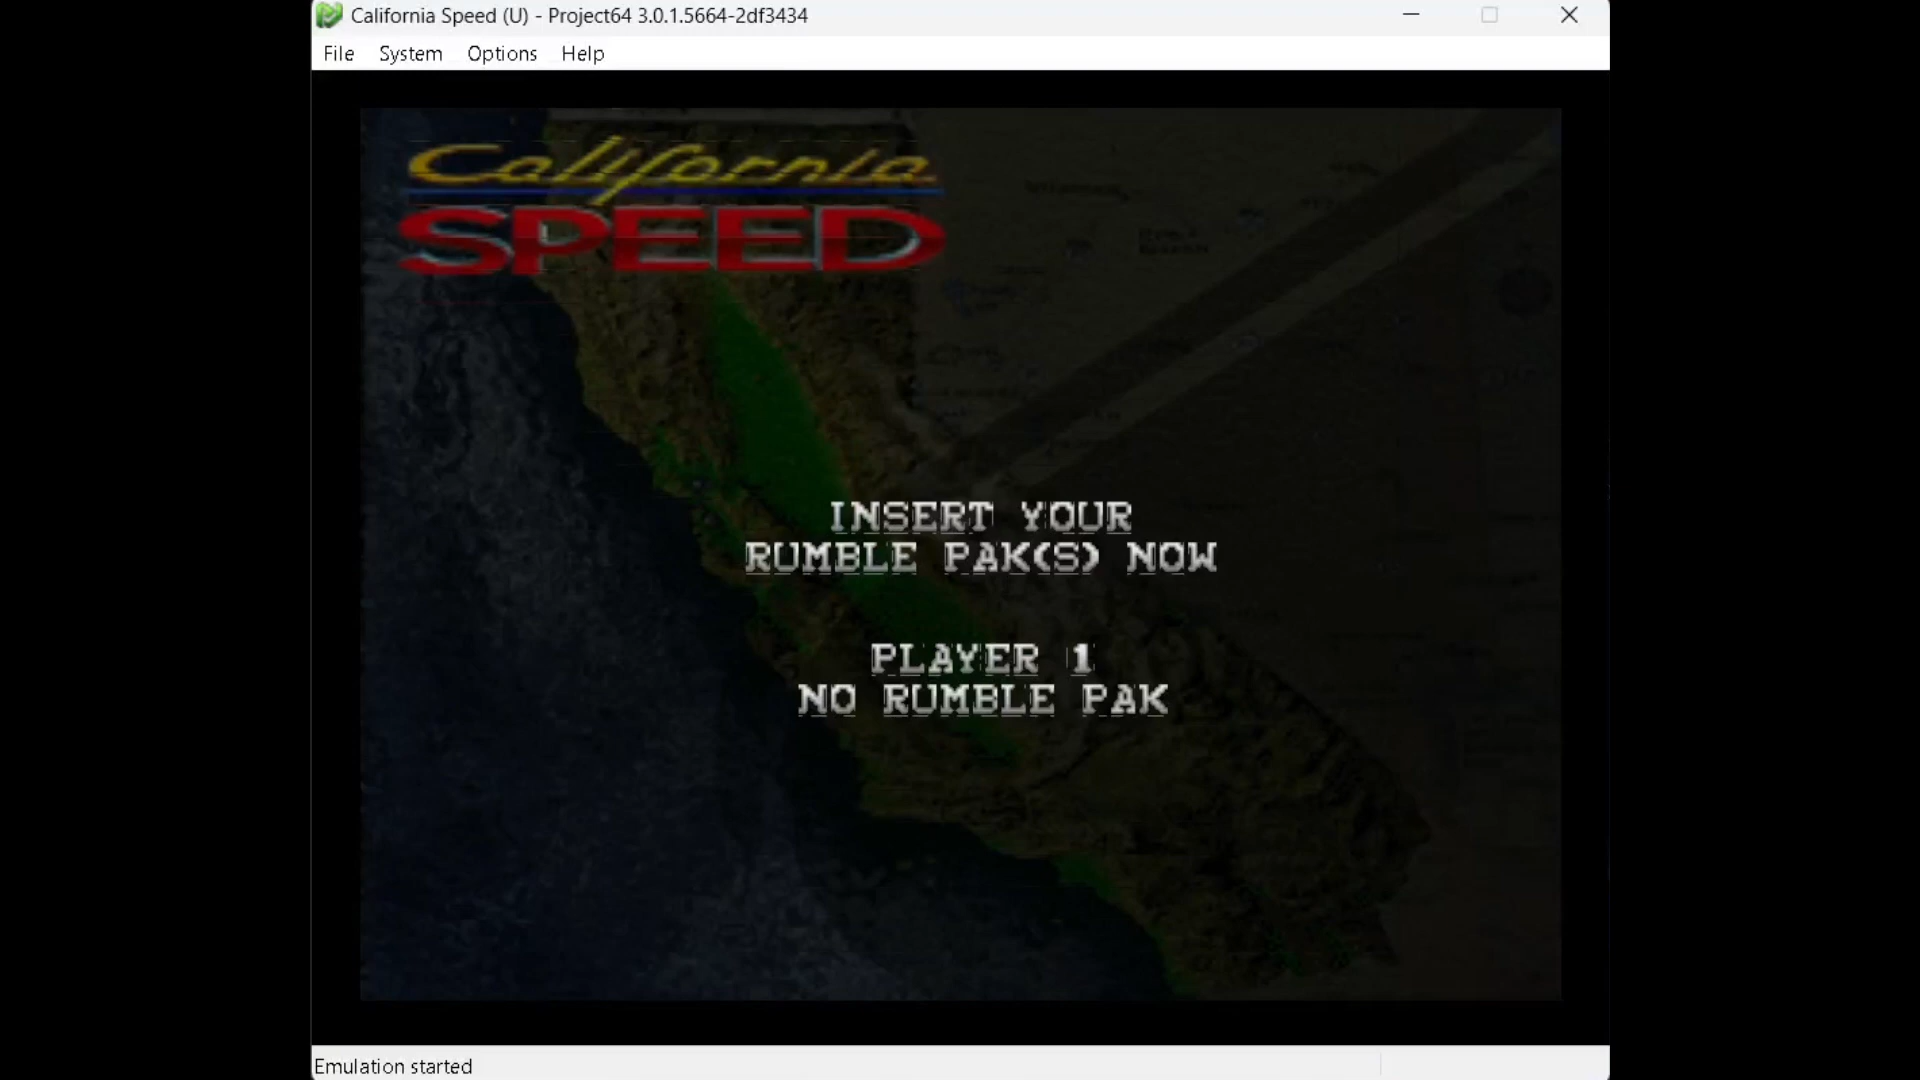 California Speed (U) - Project64 3.0.1.5664-2df3434
File System Options Help
California
SPEED
INSERT YOUR
RUMBLE PAK(S) NOW
PLAYER 1
NO RUMBLE PAK
Emulation started